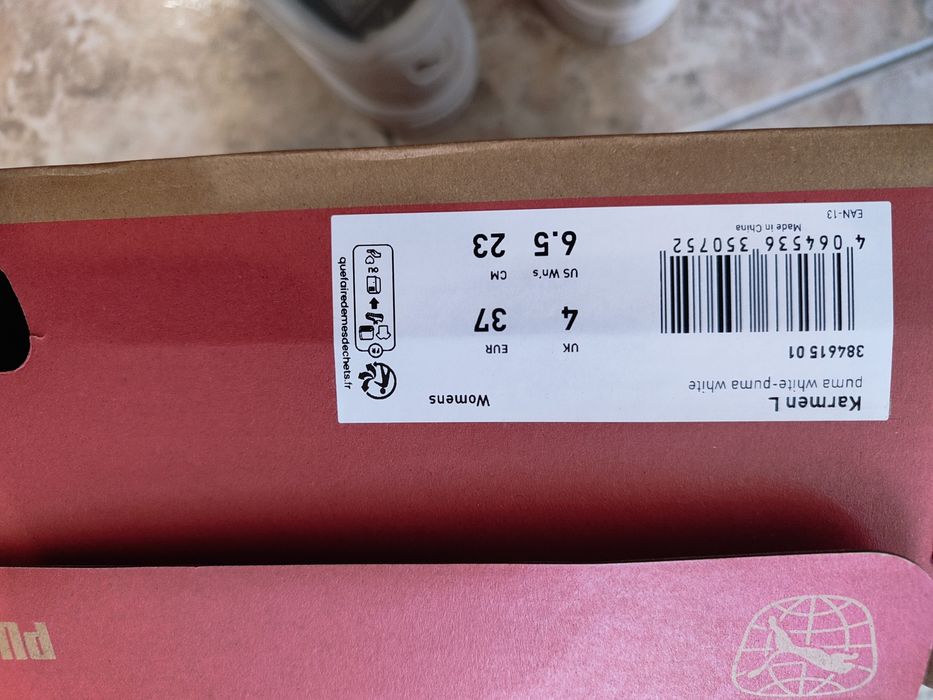 Karmen L
puma white-puma white
384615 01
4 064536 350752
Made in China
EAN-13
Womens
UK
4
EUR
37
US Wn's
6.5
CM
23
quefairedemesdechets.fr
PU